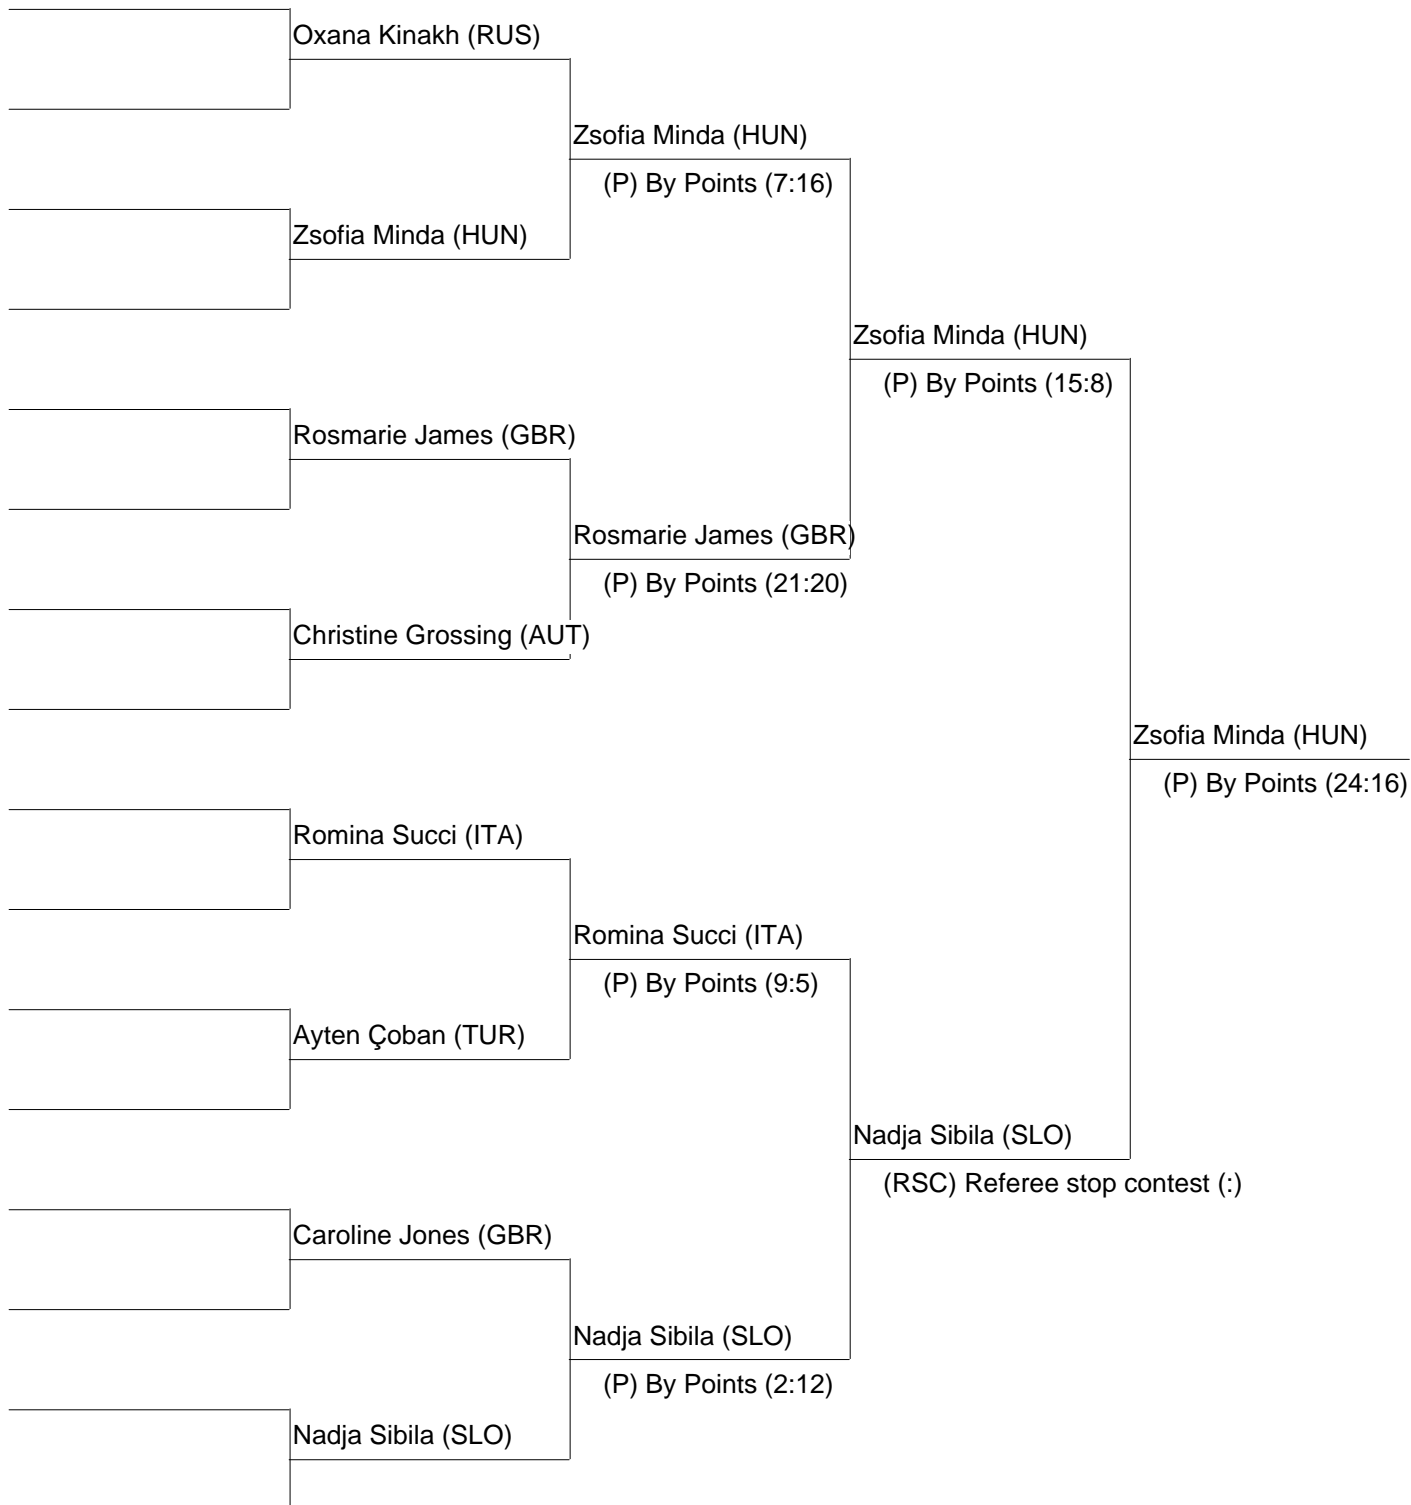 Oxana Kinakh (RUS)
Zsofia Minda (HUN)
(P) By Points (7:16)
Zsofia Minda (HUN)
Zsofia Minda (HUN)
(P) By Points (15:8)
Rosmarie James (GBR)
Rosmarie James (GBR)
(P) By Points (21:20)
Christine Grossing (AUT)
Zsofia Minda (HUN)
(P) By Points (24:16)
Romina Succi (ITA)
Romina Succi (ITA)
(P) By Points (9:5)
Ayten Çoban (TUR)
Nadja Sibila (SLO)
(RSC) Referee stop contest (:)
Caroline Jones (GBR)
Nadja Sibila (SLO)
(P) By Points (2:12)
Nadja Sibila (SLO)